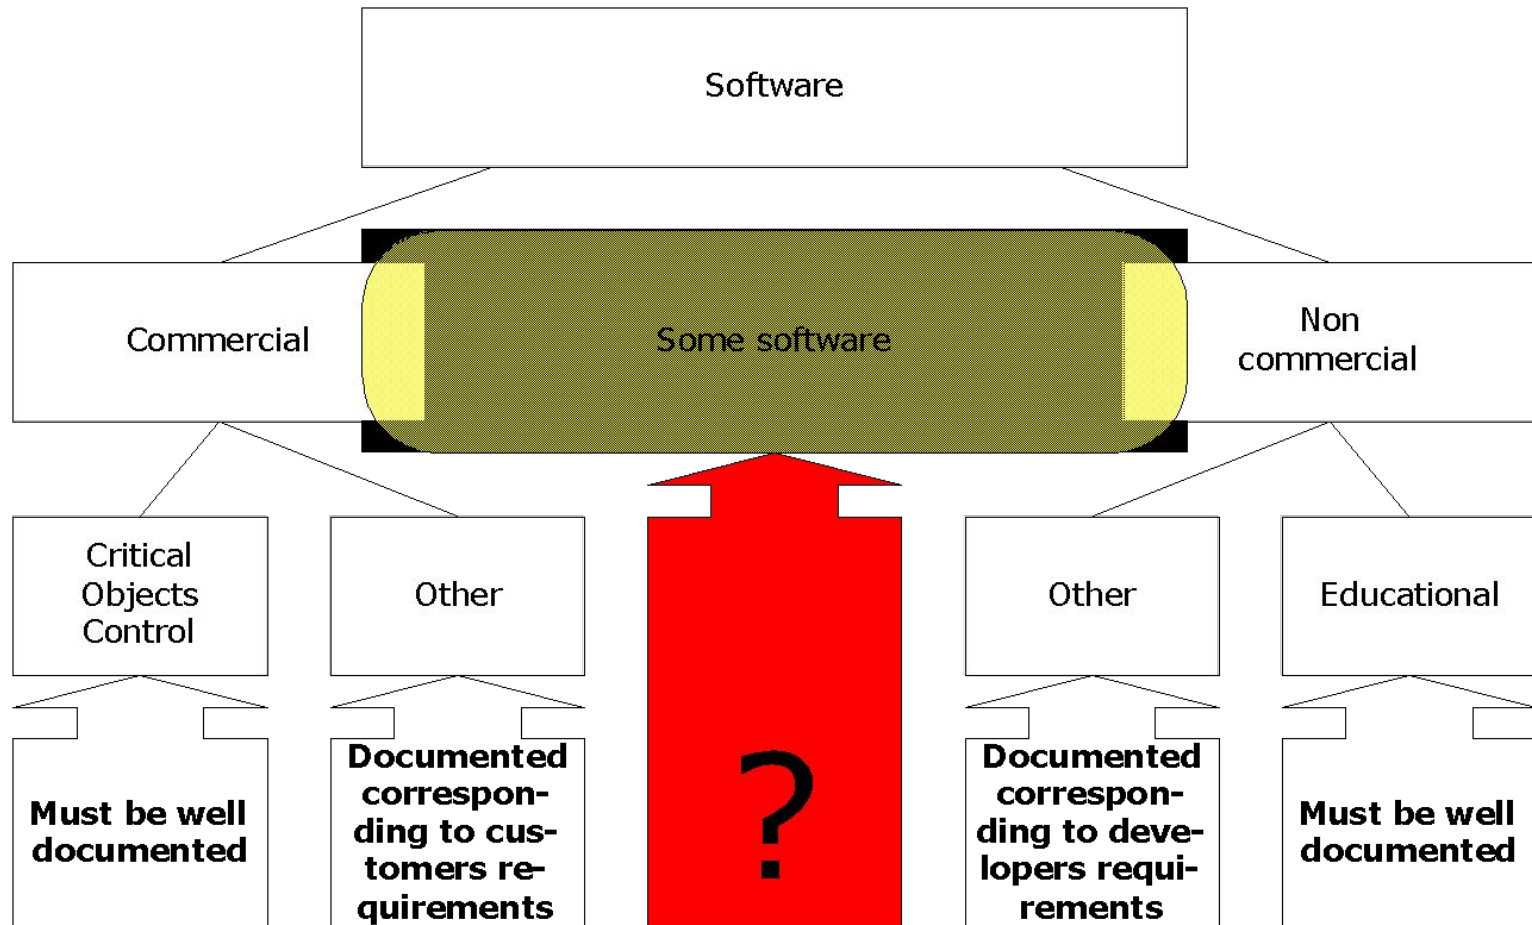 Software
Commercial
Some software
Non
commercial
Critical
Objects
Control
Other
Other
Educational
Must be well
documented
Documented
correspon-
ding to cus-
tomers re-
quirements
?
Documented
correspon-
ding to deve-
lopers requi-
rements
Must be well
documented